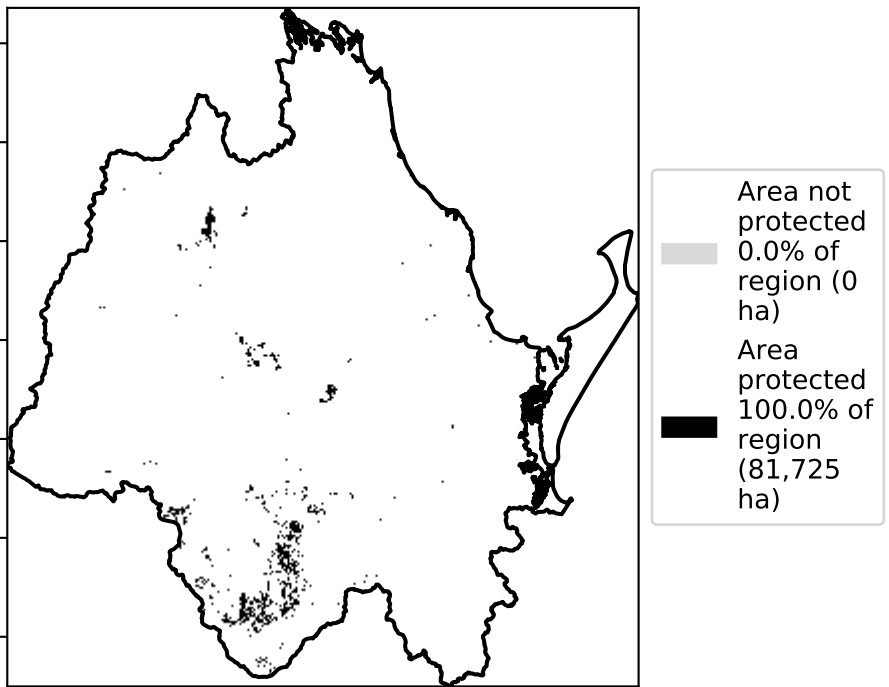 Area not
protected
0.0% of
region (0
ha)
Area
protected
100.0% of
region
(81,725
ha)